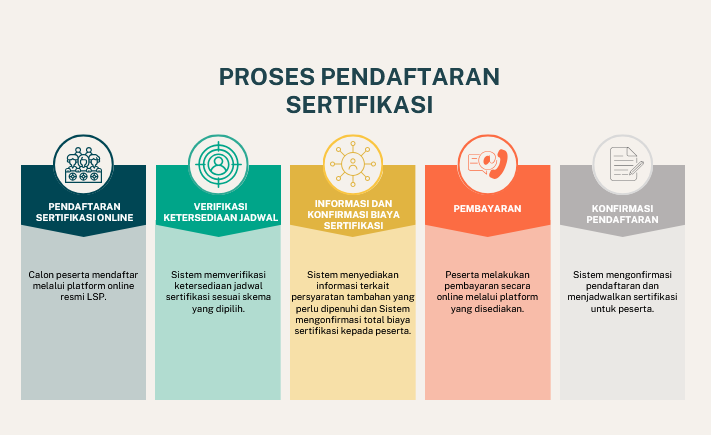 PROSES PENDAFTARAN
SERTIFIKASI
PENDAFTARAN
SERTIFIKASI ONLINE
Calon peserta mendaftar
melalui platform online
resmi LSP.
VERIFIKASI
KETERSEDIAAN JADWAL
Sistem memverifikasi
ketersediaan jadwal
sertifikasi sesuai skema
yang dipilih.
INFORMASI DAN
KONFIRMASI BIAYA
SERTIFIKASI
Sistem menyediakan
informasi terkait
persyaratan tambahan yang
perlu dipenuhi dan Sistem
mengonfirmasi total biaya
sertifikasi kepada peserta.
PEMBAYARAN
Peserta melakukan
pembayaran secara
online melalui platform
yang disediakan.
KONFIRMASI
PENDAFTARAN
Sistem mengonfirmasi
pendaftaran dan
menjadwalkan sertifikasi
untuk peserta.